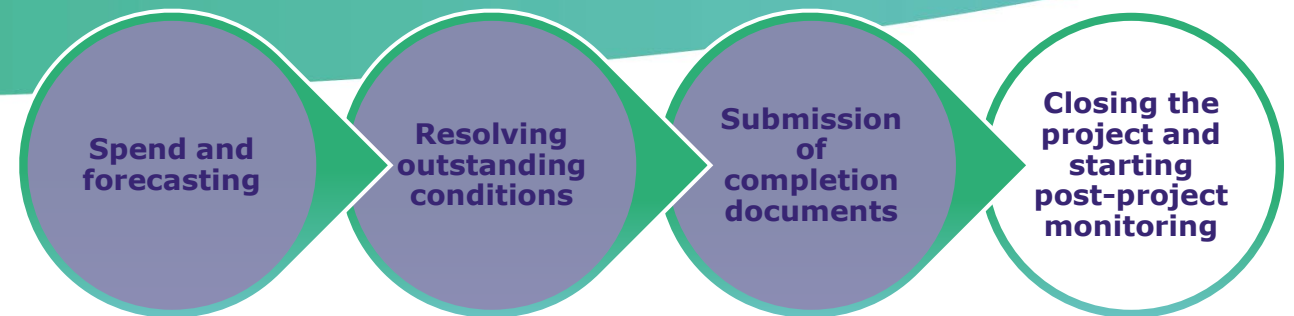 Spend and
forecasting
Resolving
outstanding
conditions
Submission
of
completion
documents
Closing the
project and
starting
post-project
monitoring